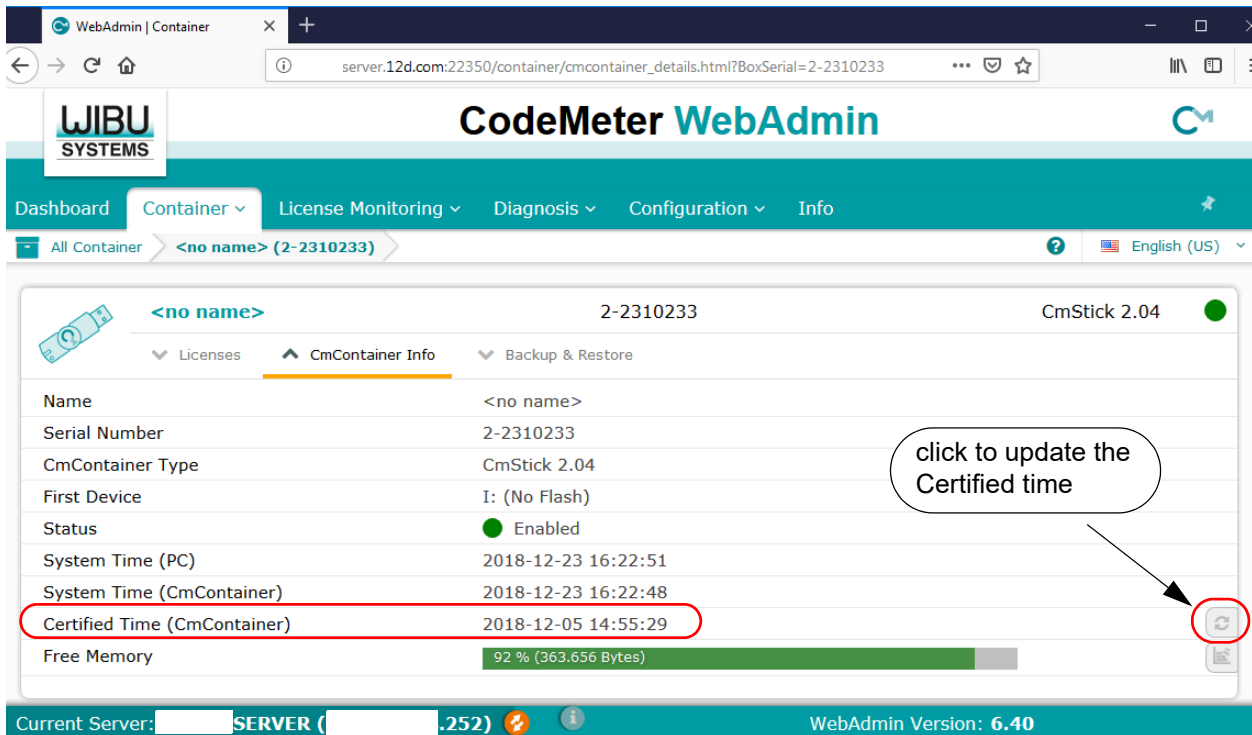 WebAdmin | Container
server.12d.com:22350/container/cmcontainer_details.html?BoxSerial=2-2310233
WIBU
SYSTEMS
CodeMeter WebAdmin
CM
Dashboard Container License Monitoring Diagnosis Configuration Info
All Container <no name> (2-2310233) English (US)
<no name> 2-2310233 CmStick 2.04
Licenses CmContainer Info Backup & Restore
Name <no name>
Serial Number 2-2310233
CmContainer Type CmStick 2.04
First Device I: (No Flash)
Status Enabled
System Time (PC) 2018-12-23 16:22:51
System Time (CmContainer) 2018-12-23 16:22:48
Certified Time (CmContainer) 2018-12-05 14:55:29
Free Memory 92 % (363.656 Bytes)
click to update the
Certified time
Current Server: SERVER ( .252) WebAdmin Version: 6.40